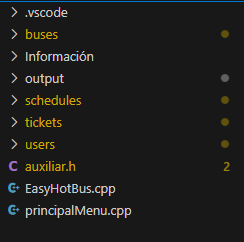 .vscode
buses
Información
output
schedules
tickets
users
C auxiliar.h 2
C++ EasyHotBus.cpp
C++ principalMenu.cpp